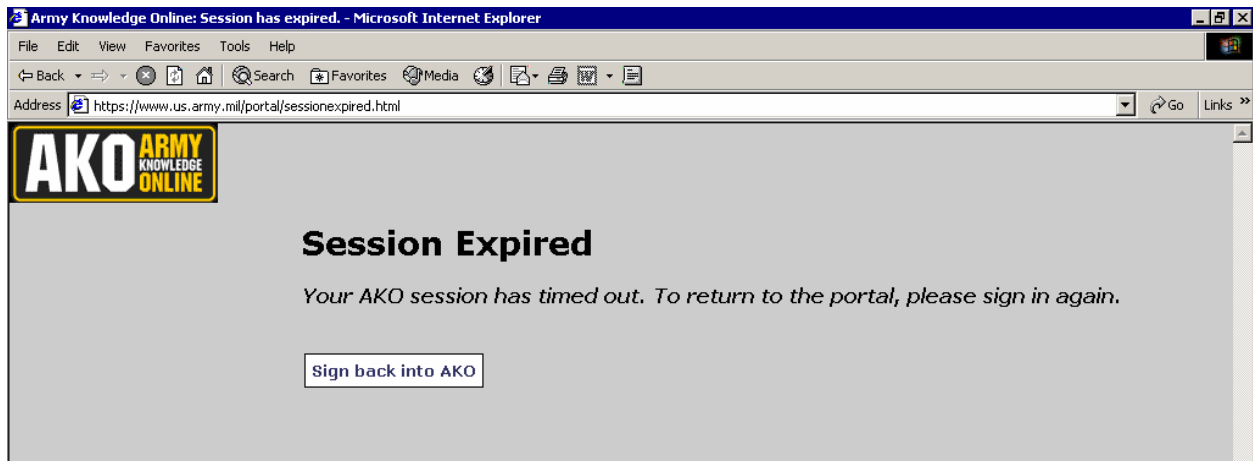 Army Knowledge Online: Session has expired. - Microsoft Internet Explorer
File Edit View Favorites Tools Help
Back Search Favorites Media
Address https://www.us.army.mil/portal/sessionexpired.html Go Links »
AKO ARMY KNOWLEDGE ONLINE
Session Expired
Your AKO session has timed out. To return to the portal, please sign in again.
Sign back into AKO